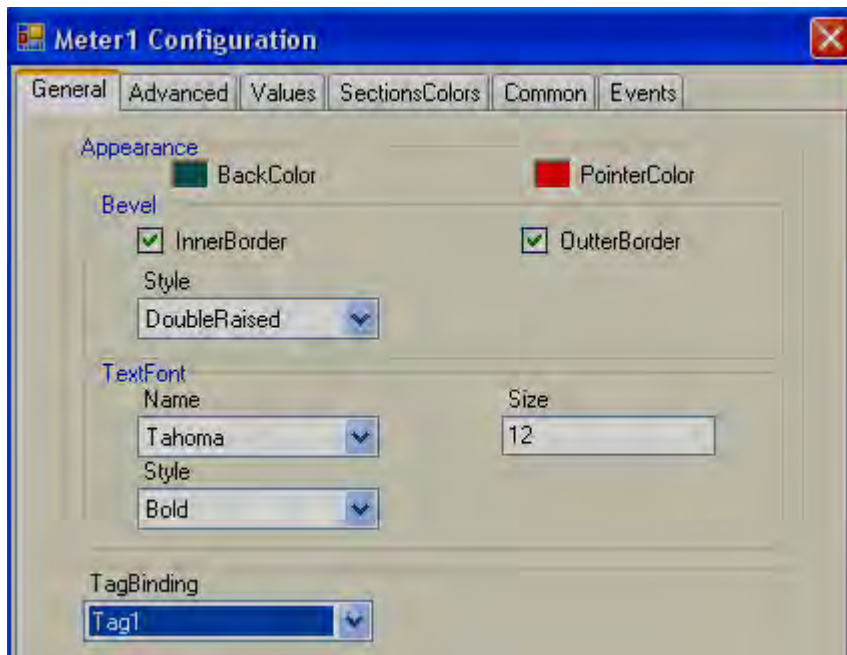 Meter1 Configuration
General Advanced Values SectionsColors Common Events
Appearance
BackColor PointerColor
Bevel
InnerBorder OutterBorder
Style
DoubleRaised
TextFont
Name Size
Tahoma 12
Style
Bold
TagBinding
Tag1